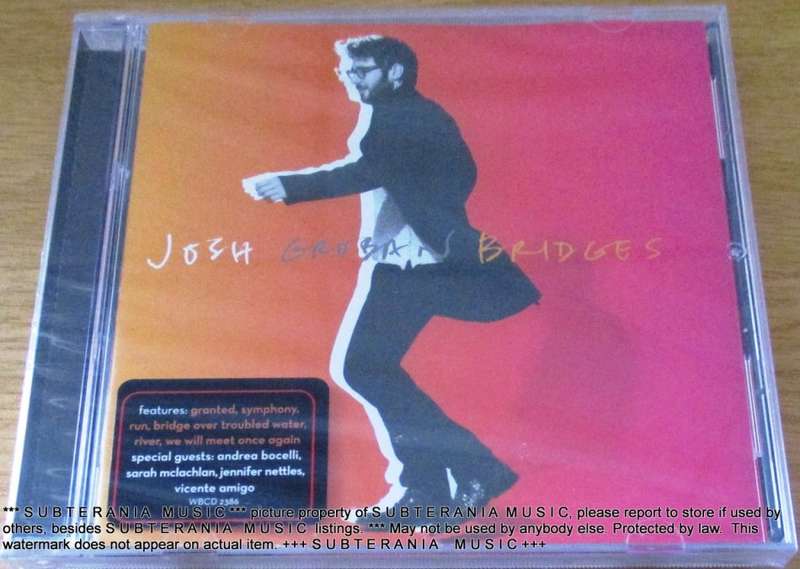 JOSH GROBAN BRIDGES
features: granted, symphony,
run, bridge over troubled water,
river, we will meet once again
special guests: andrea bocelli,
sarah mclachlan, jennifer nettles,
vicente amigo
WBCD 2386
*** S U B T E R A N I A   M U S I C *** picture property of S U B T E R A N I A M U S I C, please report to store if used by
others, besides S U B T E R A N I A  M U S I C  listings. *** May not be used by anybody else. Protected by law.  This
watermark does not appear on actual item. +++ S U B T E R A N I A   M U S I C +++